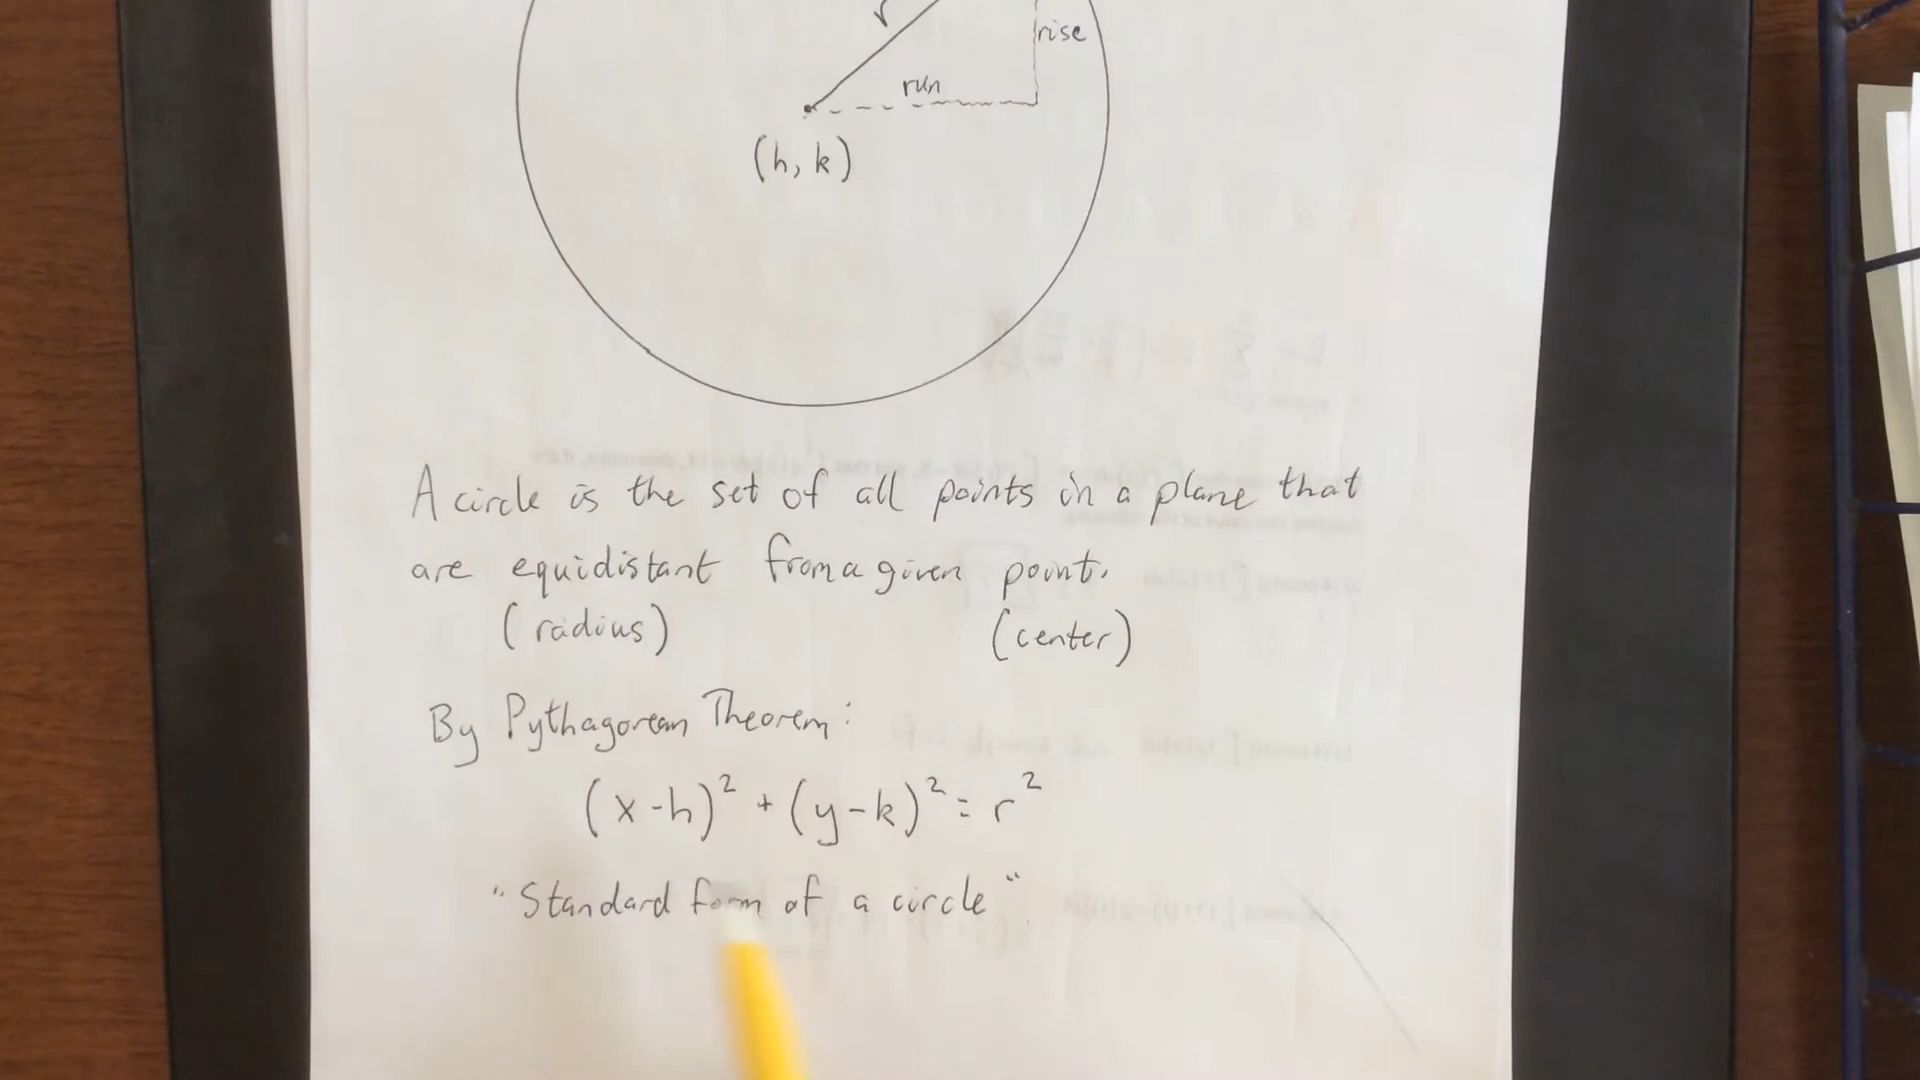 r
rise
run
(h, k)
A circle is the set of all points in a plane that
are equidistant from a given point.
(radius) (center)
By Pythagorean Theorem:
(x-h)² + (y-k)² = r²
"Standard form of a circle"